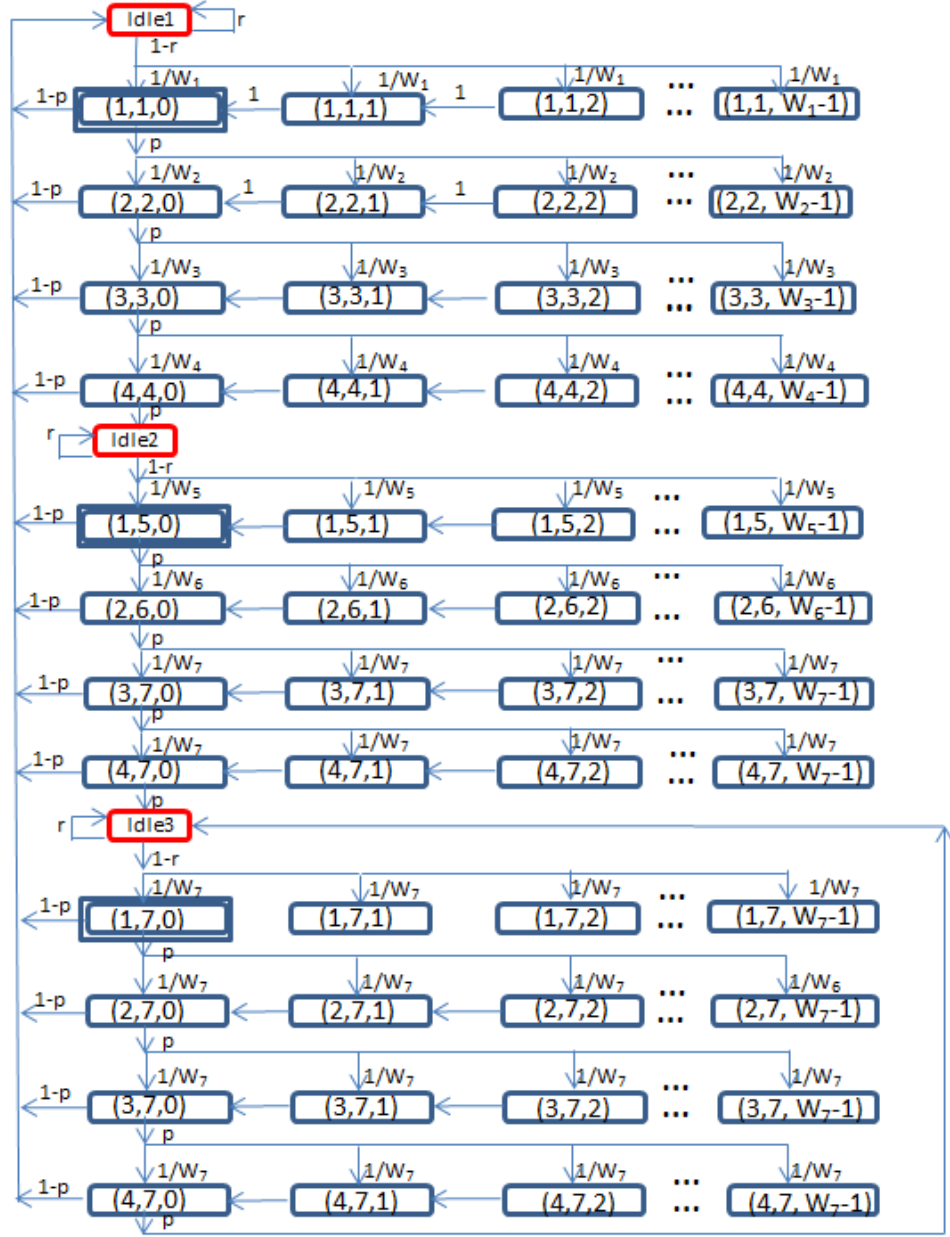 Idle1 r
1-r
1/W₁ 1/W₁ 1/W₁ ... 1/W₁
1-p (1,1,0) 1 (1,1,1) 1 (1,1,2) ... (1,1, W₁-1)
p
1/W₂ 1/W₂ 1/W₂ ... 1/W₂
1-p (2,2,0) 1 (2,2,1) 1 (2,2,2) ... (2,2, W₂-1)
p
1/W₃ 1/W₃ 1/W₃ ... 1/W₃
1-p (3,3,0) (3,3,1) (3,3,2) ... (3,3, W₃-1)
p
1/W₄ 1/W₄ 1/W₄ ... 1/W₄
1-p (4,4,0) (4,4,1) (4,4,2) ... (4,4, W₄-1)
p
r Idle2
1-r
1/W₅ 1/W₅ 1/W₅ ... 1/W₅
1-p (1,5,0) (1,5,1) (1,5,2) ... (1,5, W₅-1)
p
1/W₆ 1/W₆ 1/W₆ ... 1/W₆
1-p (2,6,0) (2,6,1) (2,6,2) ... (2,6, W₆-1)
p
1/W₇ 1/W₇ 1/W₇ ... 1/W₇
1-p (3,7,0) (3,7,1) (3,7,2) ... (3,7, W₇-1)
p
1/W₇ 1/W₇ 1/W₇ ... 1/W₇
1-p (4,7,0) (4,7,1) (4,7,2) ... (4,7, W₇-1)
p
r Idle3
1-r
1/W₇ 1/W₇ 1/W₇ ... 1/W₇
1-p (1,7,0) (1,7,1) (1,7,2) ... (1,7, W₇-1)
p
1/W₇ 1/W₇ 1/W₇ ... 1/W₆
1-p (2,7,0) (2,7,1) (2,7,2) ... (2,7, W₇-1)
p
1/W₇ 1/W₇ 1/W₇ ... 1/W₇
1-p (3,7,0) (3,7,1) (3,7,2) ... (3,7, W₇-1)
p
1/W₇ 1/W₇ 1/W₇ ... 1/W₇
1-p (4,7,0) (4,7,1) (4,7,2) ... (4,7, W₇-1)
p